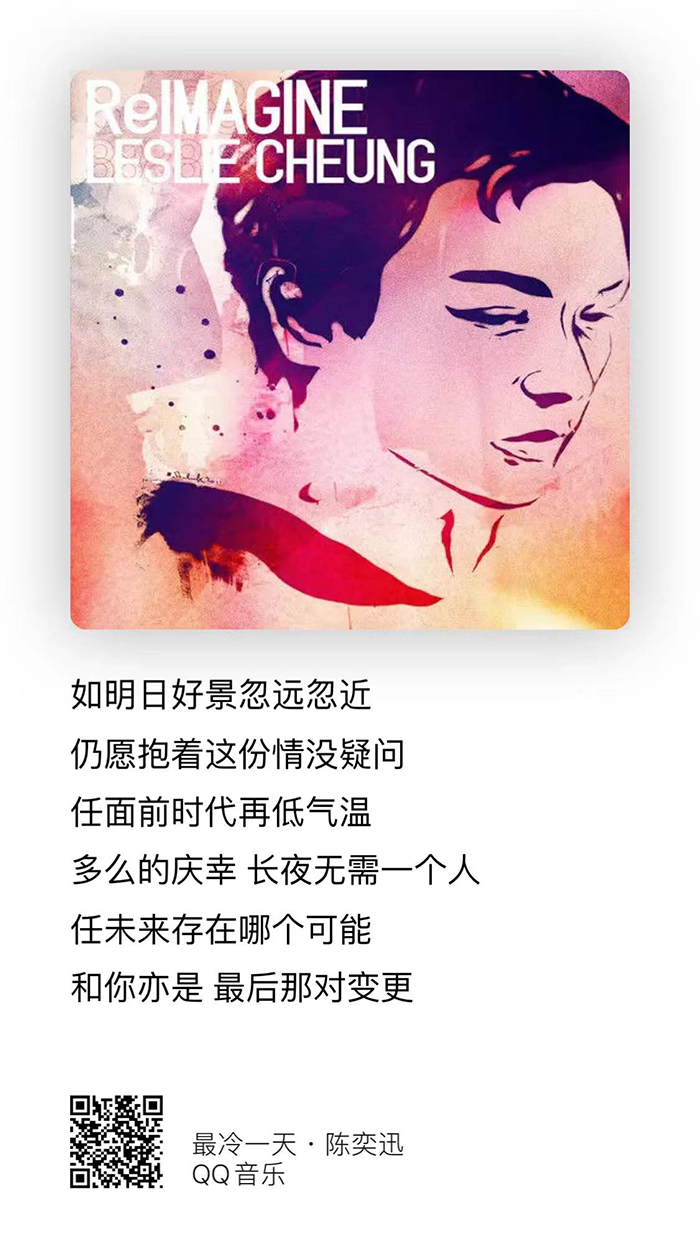 ReIMAGINE
LESLIE CHEUNG
如明日好景忽远忽近
仍愿抱着这份情没疑问
任面前时代再低气温
多么的庆幸 长夜无需一个人
任未来存在哪个可能
和你亦是 最后那对变更
最冷一天·陈奕迅
QQ音乐